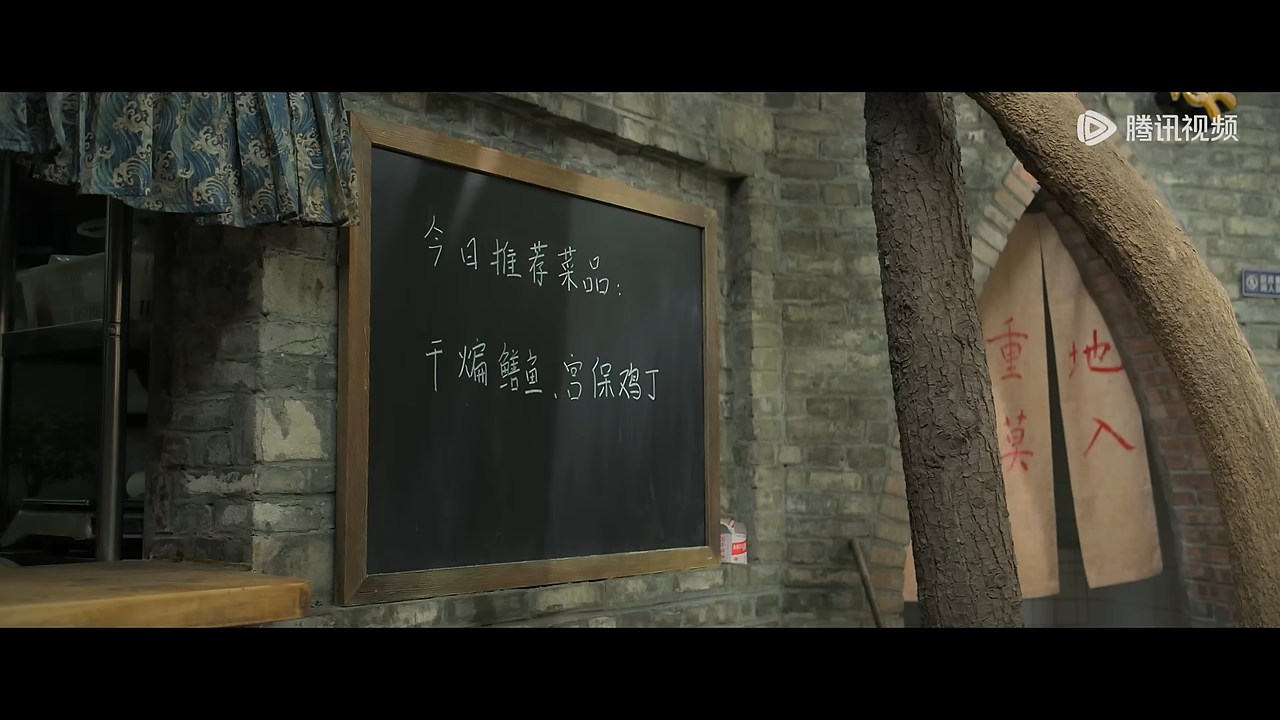 腾讯视频
今日推荐菜品:
干煸鳝鱼、宫保鸡丁
重地
莫入